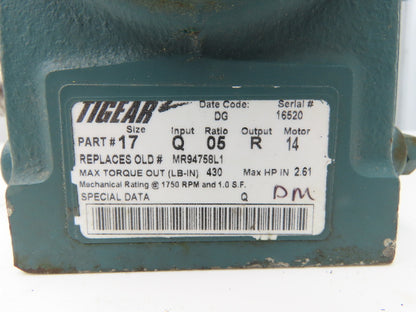 TIGEAR Date Code: Serial #
DG 16520
Size Input Ratio Output Motor
PART # 17 Q 05 R 14
REPLACES OLD # MR94758L1
MAX TORQUE OUT (LB-IN) 430 Max HP IN 2.61
Mechanical Rating @ 1750 RPM and 1.0 S.F.
SPECIAL DATA Q DM